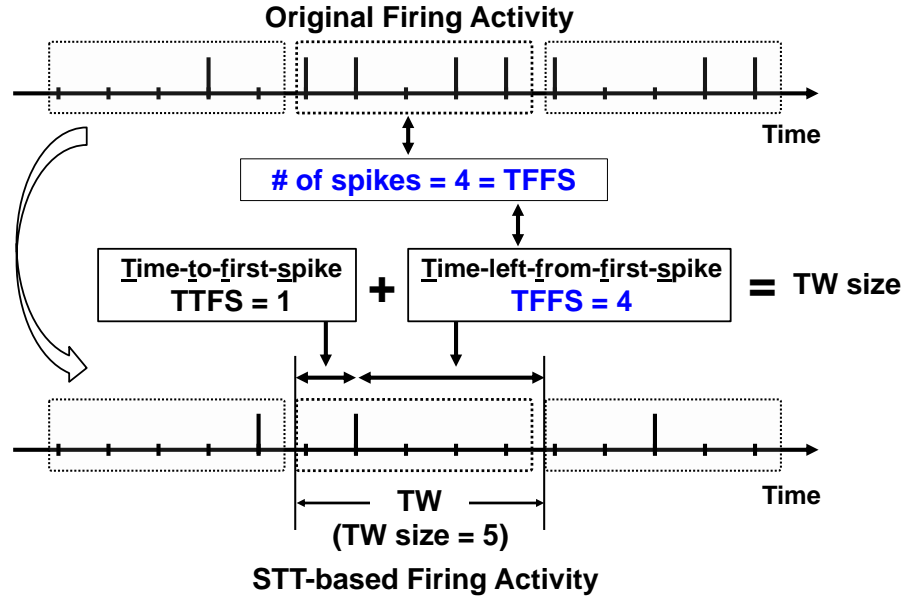 Original Firing Activity
Time
# of spikes = 4 = TFFS
Time-to-first-spike
TTFS = 1
+
Time-left-from-first-spike
TFFS = 4
= TW size
Time
TW
(TW size = 5)
STT-based Firing Activity